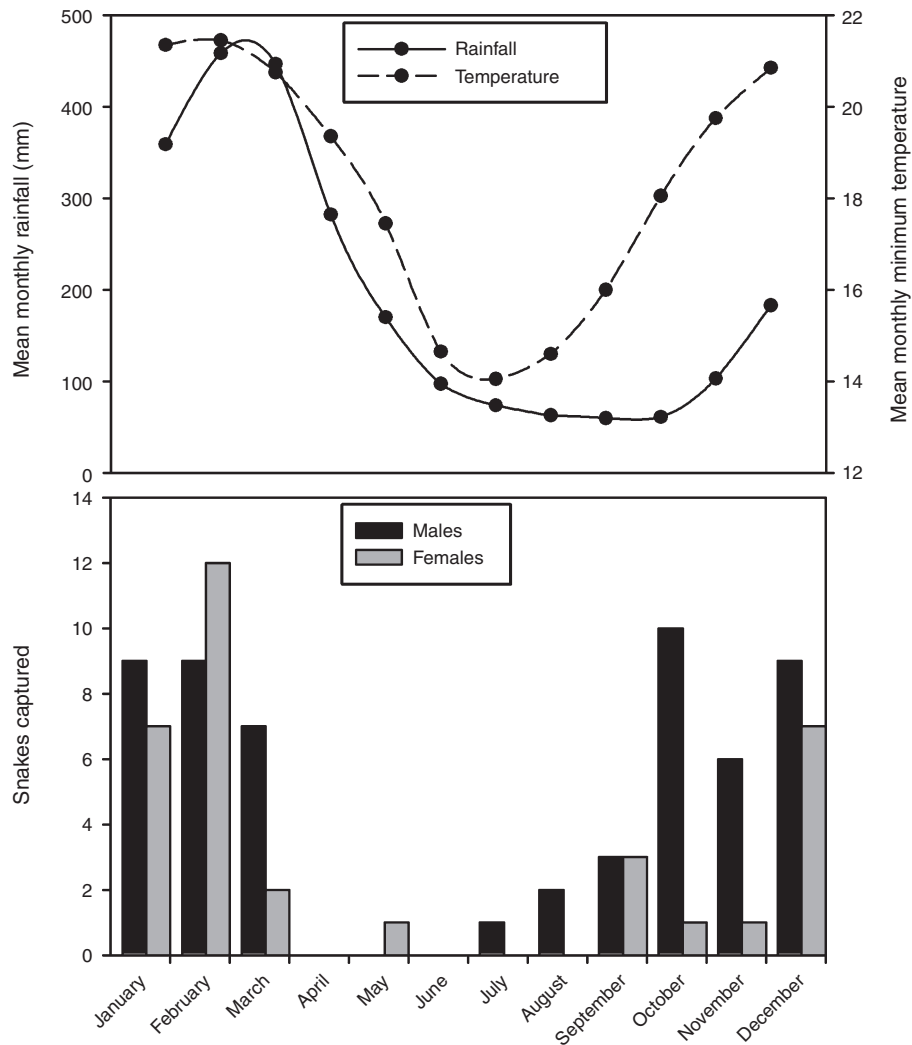 500
400
300
200
100
0
Mean monthly rainfall (mm)
Rainfall
Temperature
22
20
18
16
14
12
Mean monthly minimum temperature
14
12
10
8
6
4
2
0
Snakes captured
Males
Females
January
February
March
April
May
June
July
August
September
October
November
December